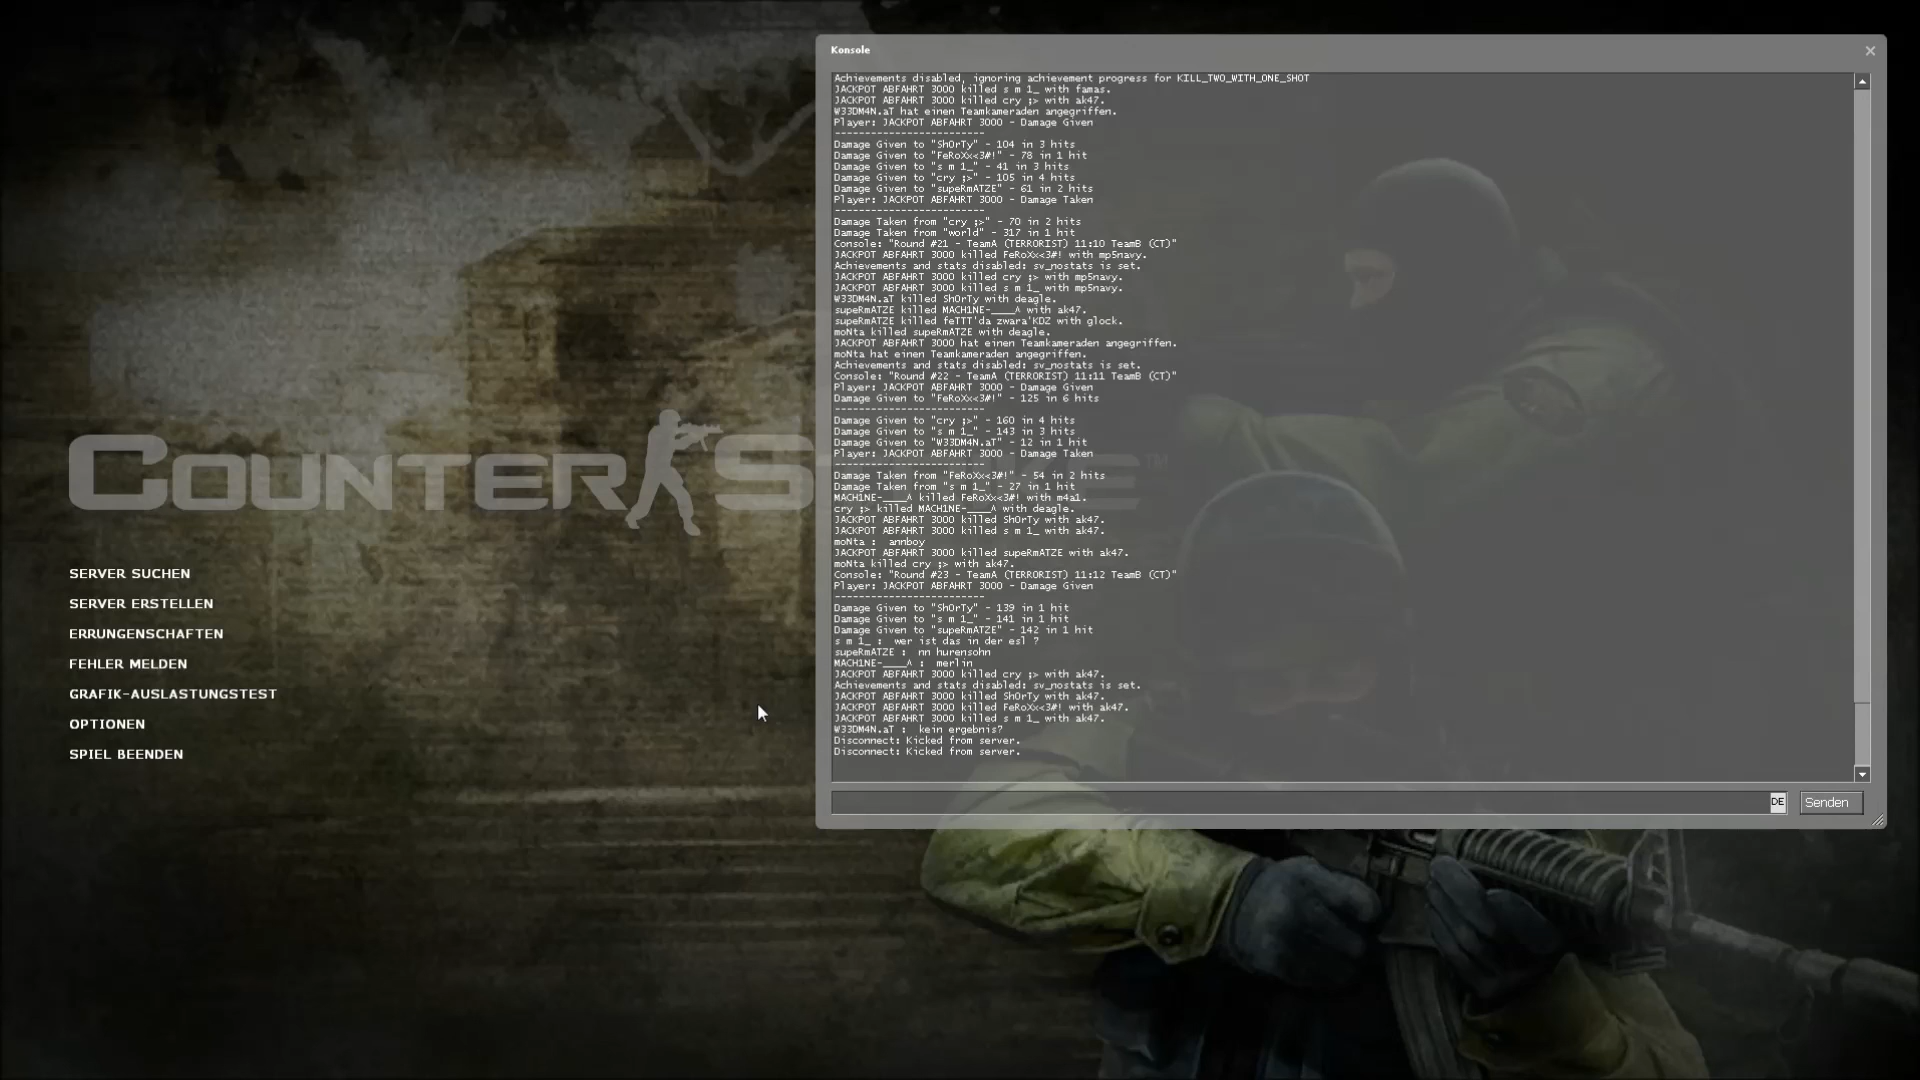 Konsole
Achievements disabled, ignoring achievement progress for KILL_TWO_WITH_ONE_SHOT
JACKPOT ABFAHRT 3000 killed s m 1_ with famas.
JACKPOT ABFAHRT 3000 killed cry ;> with ak47.
W33DM4N.aT hat einen Teamkameraden angegriffen.
Player: JACKPOT ABFAHRT 3000 - Damage Given
-------------------------
Damage Given to "ShOrTy" - 104 in 3 hits
Damage Given to "FeRoXx<3#!" - 78 in 1 hit
Damage Given to "s m 1_" - 41 in 3 hits
Damage Given to "cry ;>" - 105 in 4 hits
Damage Given to "supeRmATZE" - 61 in 2 hits
Player: JACKPOT ABFAHRT 3000 - Damage Taken
-------------------------
Damage Taken from "cry ;>" - 70 in 2 hits
Damage Taken from "world" - 317 in 1 hit
Console: "Round #21 - TeamA (TERRORIST) 11:10 TeamB (CT)"
JACKPOT ABFAHRT 3000 killed FeRoXx<3#! with mp5navy.
Achievements and stats disabled: sv_nostats is set.
JACKPOT ABFAHRT 3000 killed cry ;> with mp5navy.
JACKPOT ABFAHRT 3000 killed s m 1_ with mp5navy.
W33DM4N.aT killed ShOrTy with deagle.
supeRmATZE killed MACH1NE-____^ with ak47.
supeRmATZE killed feTTT'da zwara'KDZ with glock.
moNta killed supeRmATZE with deagle.
JACKPOT ABFAHRT 3000 hat einen Teamkameraden angegriffen.
moNta hat einen Teamkameraden angegriffen.
Achievements and stats disabled: sv_nostats is set.
Console: "Round #22 - TeamA (TERRORIST) 11:11 TeamB (CT)"
Player: JACKPOT ABFAHRT 3000 - Damage Given
Damage Given to "FeRoXx<3#!" - 125 in 6 hits
-------------------------
Damage Given to "cry ;>" - 160 in 4 hits
Damage Given to "s m 1_" - 143 in 3 hits
Damage Given to "W33DM4N.aT" - 12 in 1 hit
Player: JACKPOT ABFAHRT 3000 - Damage Taken
-------------------------
Damage Taken from "FeRoXx<3#!" - 54 in 2 hits
Damage Taken from "s m 1_" - 27 in 1 hit
MACH1NE-____^ killed FeRoXx<3#! with m4a1.
cry ;> killed MACH1NE-____^ with deagle.
JACKPOT ABFAHRT 3000 killed ShOrTy with ak47.
JACKPOT ABFAHRT 3000 killed s m 1_ with ak47.
moNta :  annboy
JACKPOT ABFAHRT 3000 killed supeRmATZE with ak47.
moNta killed cry ;> with ak47.
Console: "Round #23 - TeamA (TERRORIST) 11:12 TeamB (CT)"
Player: JACKPOT ABFAHRT 3000 - Damage Given
-------------------------
Damage Given to "ShOrTy" - 139 in 1 hit
Damage Given to "s m 1_" - 141 in 1 hit
Damage Given to "supeRmATZE" - 142 in 1 hit
s m 1_ :  wer ist das in der esl ?
supeRmATZE :  nn hurensohn
MACH1NE-____^ :  merlin
JACKPOT ABFAHRT 3000 killed cry ;> with ak47.
Achievements and stats disabled: sv_nostats is set.
JACKPOT ABFAHRT 3000 killed ShOrTy with ak47.
JACKPOT ABFAHRT 3000 killed FeRoXx<3#! with ak47.
JACKPOT ABFAHRT 3000 killed s m 1_ with ak47.
W33DM4N.aT :  kein ergebnis?
Disconnect: Kicked from server.
Disconnect: Kicked from server.
DE
Senden
COUNTER STRIKE™
SERVER SUCHEN
SERVER ERSTELLEN
ERRUNGENSCHAFTEN
FEHLER MELDEN
GRAFIK-AUSLASTUNGSTEST
OPTIONEN
SPIEL BEENDEN